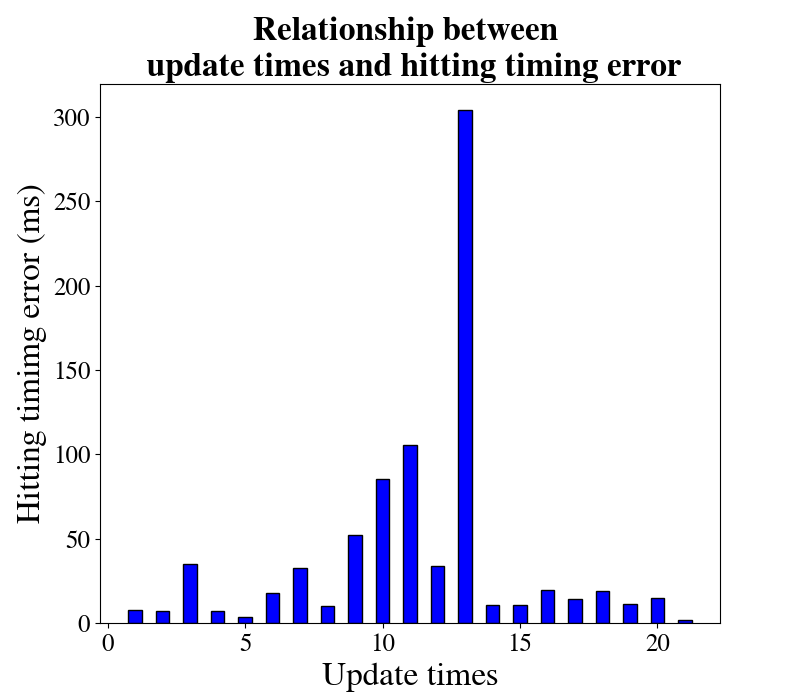 Relationship between
update times and hitting timing error
Hitting timimg error (ms)
300
250
200
150
100
50
0
0 5 10 15 20
Update times